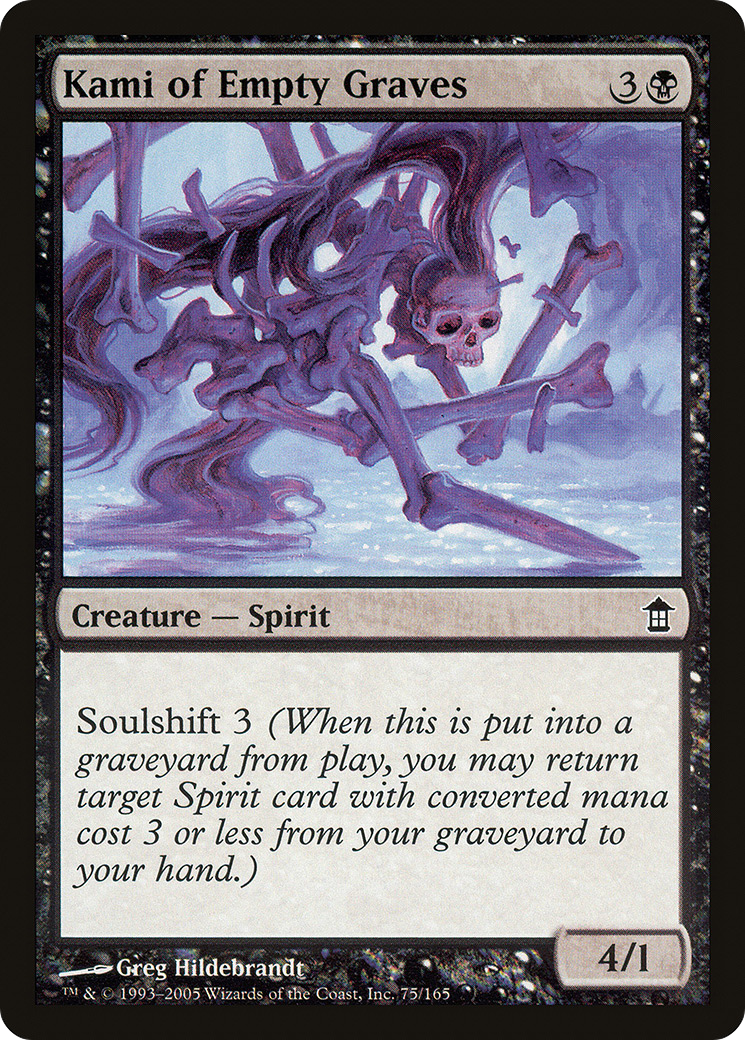 Kami of Empty Graves 3
Creature — Spirit
Soulshift 3 (When this is put into a
graveyard from play, you may return
target Spirit card with converted mana
cost 3 or less from your graveyard to
your hand.)
4/1
Greg Hildebrandt
™ & © 1993–2005 Wizards of the Coast, Inc. 75/165